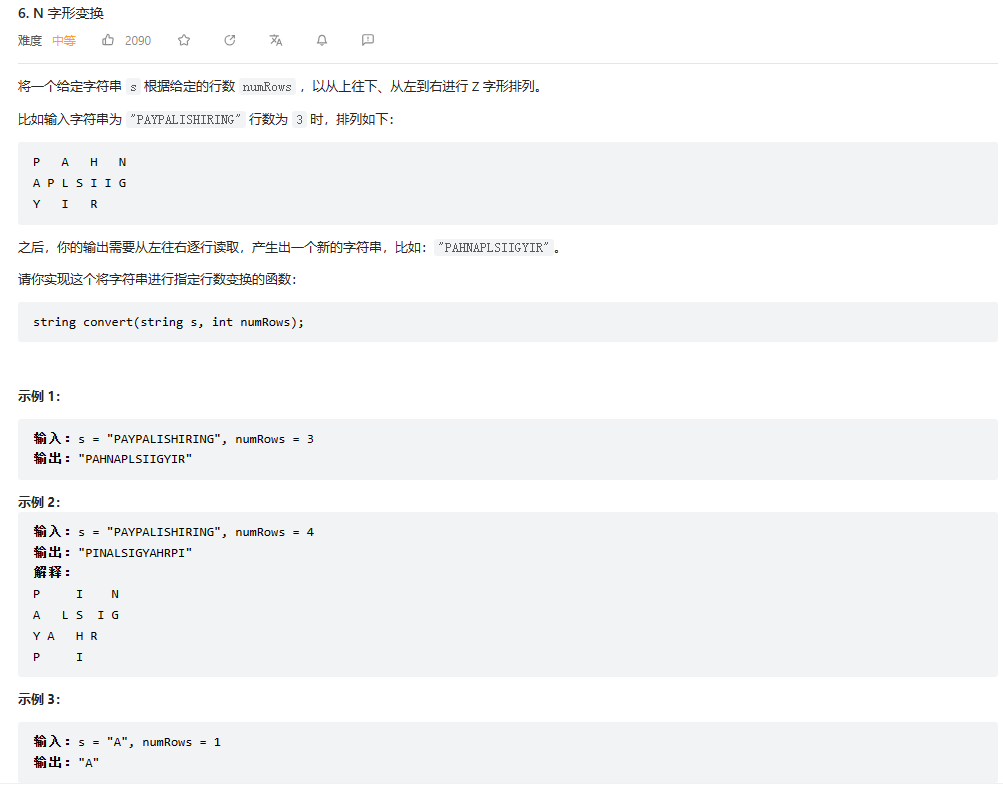 6. N 字形变换
难度 中等 2090
将一个给定字符串 s 根据给定的行数 numRows ，以从上往下、从左到右进行 Z 字形排列。
比如输入字符串为 "PAYPALISHIRING" 行数为 3 时，排列如下：
P   A   H   N
A P L S I I G
Y   I   R
之后，你的输出需要从左往右逐行读取，产生出一个新的字符串，比如："PAHNAPLSIIGYIR"。
请你实现这个将字符串进行指定行数变换的函数：
string convert(string s, int numRows);
示例 1：
输入：s = "PAYPALISHIRING", numRows = 3
输出："PAHNAPLSIIGYIR"
示例 2：
输入：s = "PAYPALISHIRING", numRows = 4
输出："PINALSIGYAHRPI"
解释：
P     I    N
A   L S  I G
Y A   H R
P     I
示例 3：
输入：s = "A", numRows = 1
输出："A"